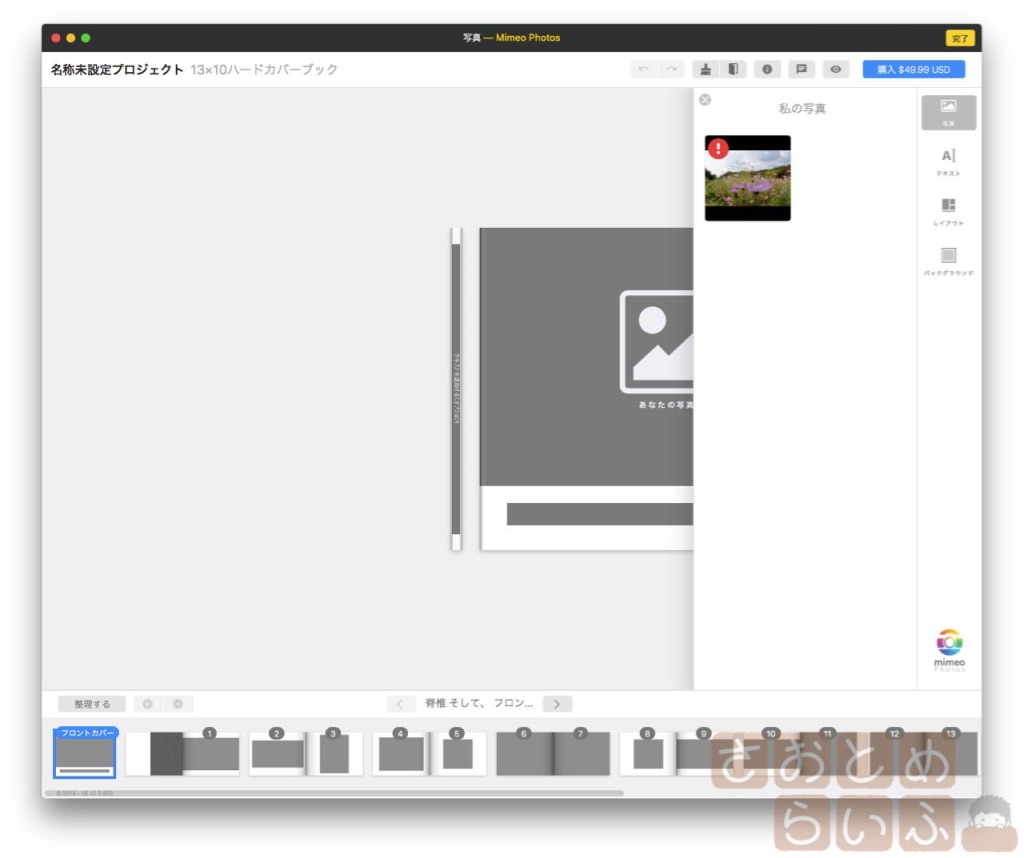 写真 — Mimeo Photos
完了
名称未設定プロジェクト 13×10ハードカバーブック
購入 $49.99 USD
私の写真
写真
A
テキスト
レイアウト
バックグラウンド
あなたの写真
mimeo
Photos
整理する
脊椎 そして、 フロン...
フロントカバー
1
2
3
4
5
6
7
8
9
10
11
12
13
さおとめ
らいふ